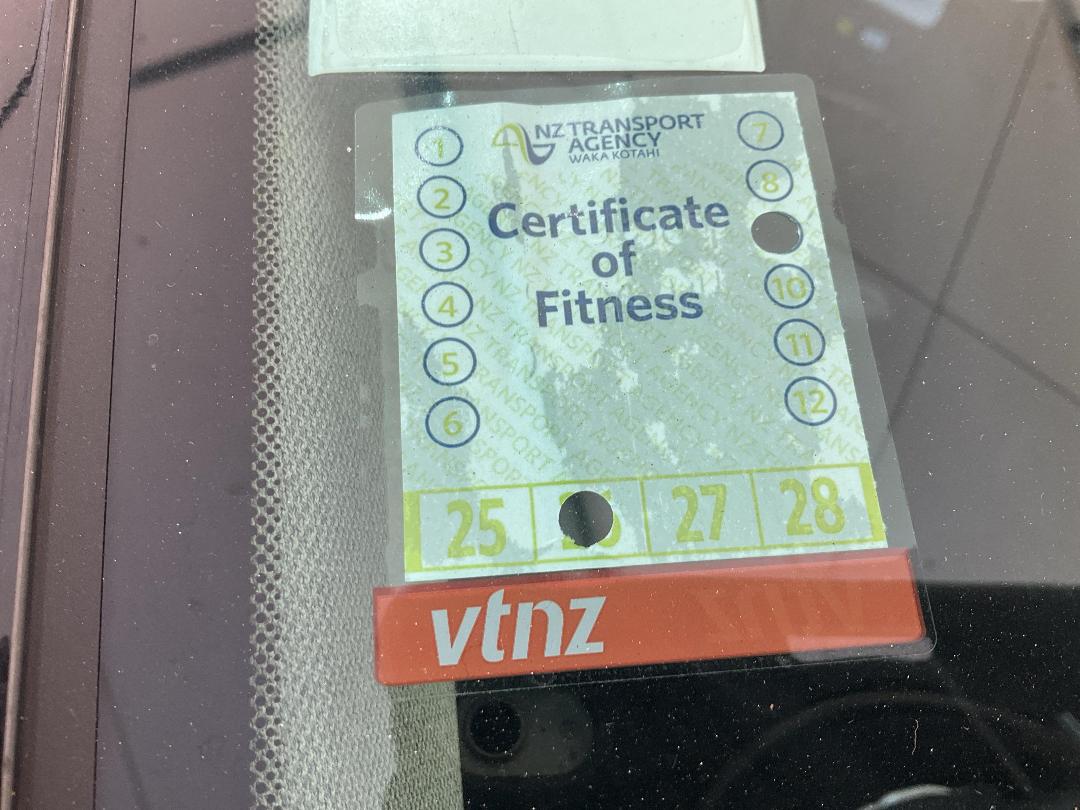 NZ TRANSPORT
AGENCY
WAKA KOTAHI
1
2
3
4
5
6
7
8
10
11
12
Certificate
of
Fitness
25
27
28
vtnz